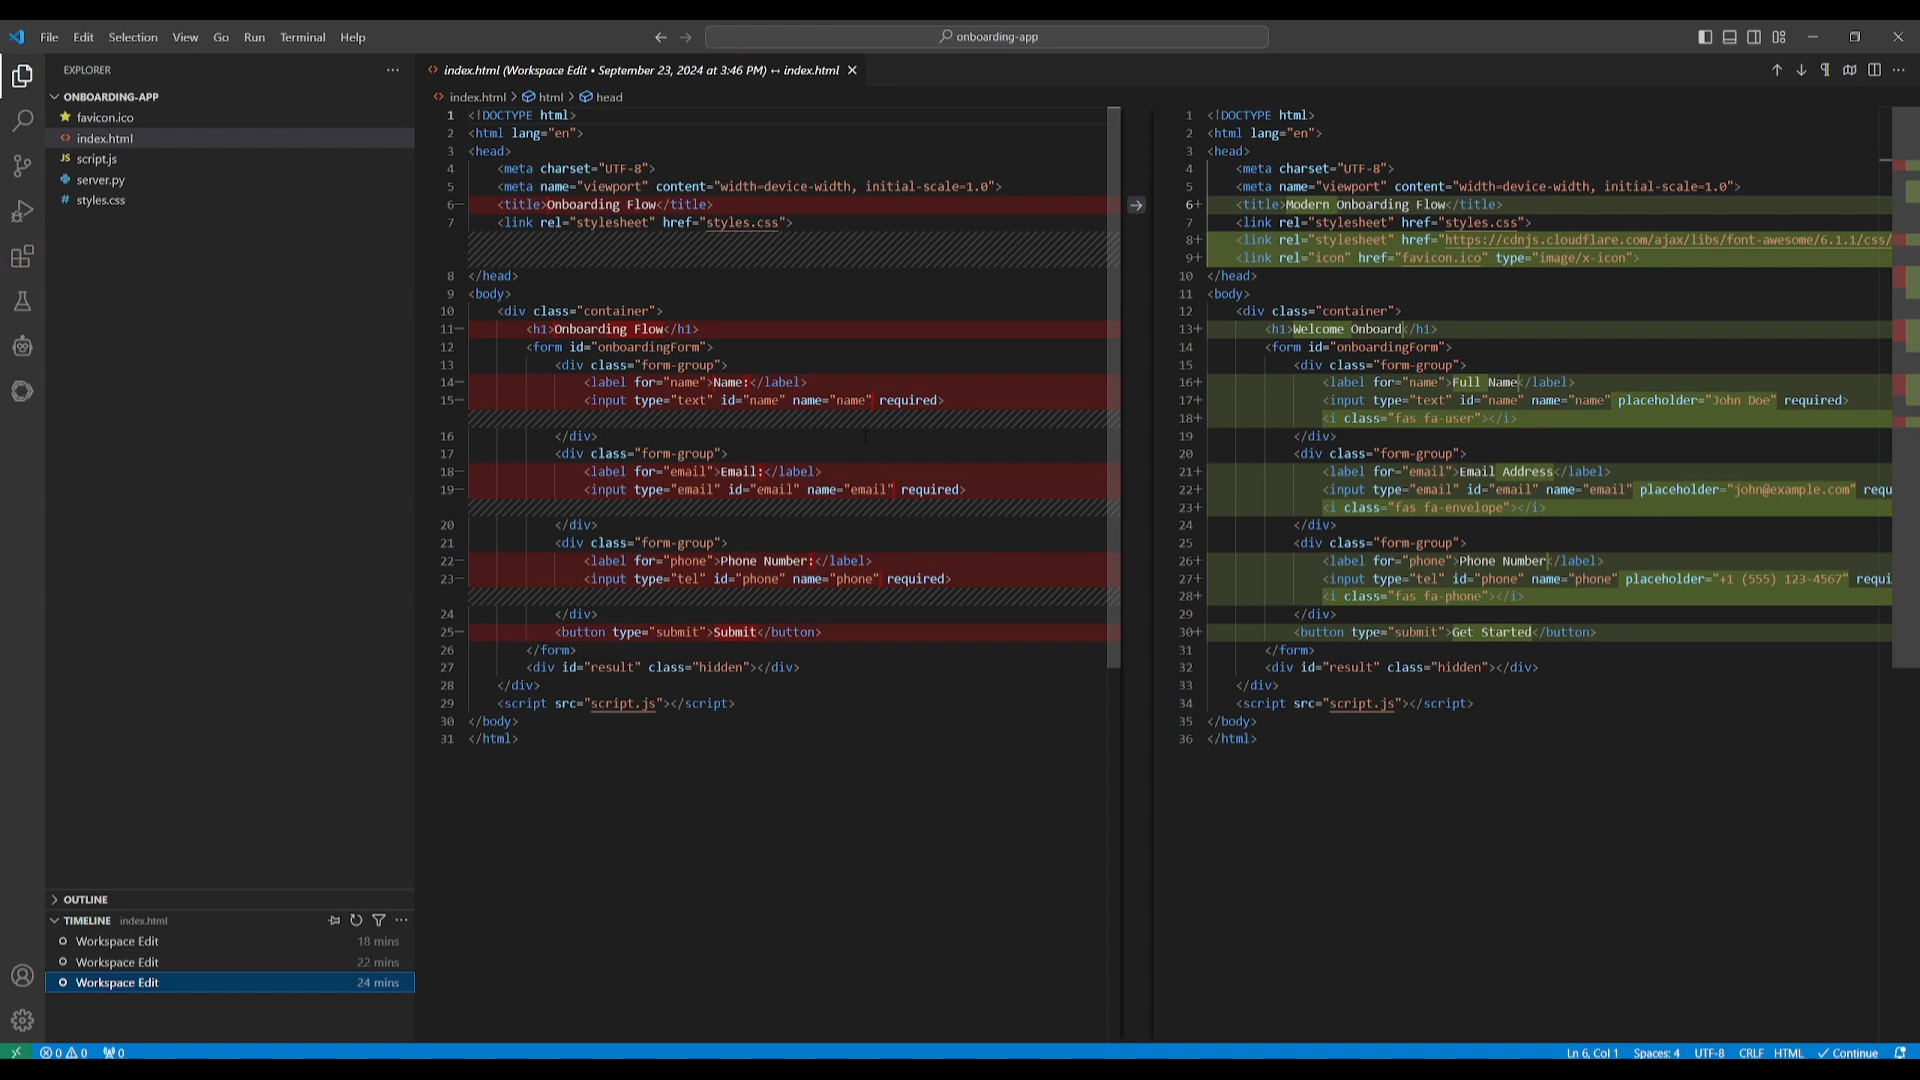 File Edit Selection View Go Run Terminal Help
onboarding-app
EXPLORER
ONBOARDING-APP
favicon.ico
index.html
JS script.js
server.py
# styles.css
OUTLINE
TIMELINE index.html
Workspace Edit 18 mins
Workspace Edit 22 mins
Workspace Edit 24 mins
index.html (Workspace Edit • September 23, 2024 at 3:46 PM) ↔ index.html
index.html > html > head
1 <!DOCTYPE html>
2 <html lang="en">
3 <head>
4 <meta charset="UTF-8">
5 <meta name="viewport" content="width=device-width, initial-scale=1.0">
6− <title>Onboarding Flow</title>
7 <link rel="stylesheet" href="styles.css">
8 </head>
9 <body>
10 <div class="container">
11− <h1>Onboarding Flow</h1>
12 <form id="onboardingForm">
13 <div class="form-group">
14− <label for="name">Name:</label>
15− <input type="text" id="name" name="name" required>
16 </div>
17 <div class="form-group">
18− <label for="email">Email:</label>
19− <input type="email" id="email" name="email" required>
20 </div>
21 <div class="form-group">
22− <label for="phone">Phone Number:</label>
23− <input type="tel" id="phone" name="phone" required>
24 </div>
25− <button type="submit">Submit</button>
26 </form>
27 <div id="result" class="hidden"></div>
28 </div>
29 <script src="script.js"></script>
30 </body>
31 </html>
1 <!DOCTYPE html>
2 <html lang="en">
3 <head>
4 <meta charset="UTF-8">
5 <meta name="viewport" content="width=device-width, initial-scale=1.0">
6+ <title>Modern Onboarding Flow</title>
7 <link rel="stylesheet" href="styles.css">
8+ <link rel="stylesheet" href="https://cdnjs.cloudflare.com/ajax/libs/font-awesome/6.1.1/css/
9+ <link rel="icon" href="favicon.ico" type="image/x-icon">
10 </head>
11 <body>
12 <div class="container">
13+ <h1>Welcome Onboard</h1>
14 <form id="onboardingForm">
15 <div class="form-group">
16+ <label for="name">Full Name</label>
17+ <input type="text" id="name" name="name" placeholder="John Doe" required>
18+ <i class="fas fa-user"></i>
19 </div>
20 <div class="form-group">
21+ <label for="email">Email Address</label>
22+ <input type="email" id="email" name="email" placeholder="john@example.com" requ
23+ <i class="fas fa-envelope"></i>
24 </div>
25 <div class="form-group">
26+ <label for="phone">Phone Number</label>
27+ <input type="tel" id="phone" name="phone" placeholder="+1 (555) 123-4567" requi
28+ <i class="fas fa-phone"></i>
29 </div>
30+ <button type="submit">Get Started</button>
31 </form>
32 <div id="result" class="hidden"></div>
33 </div>
34 <script src="script.js"></script>
35 </body>
36 </html>
0 0 0 Ln 6, Col 1 Spaces: 4 UTF-8 CRLF HTML Continue